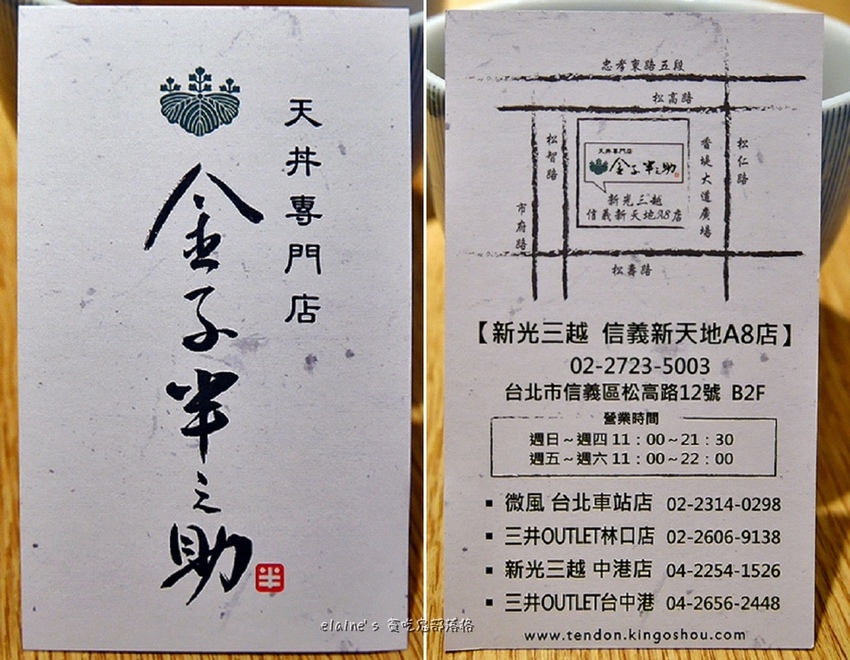 天丼専門店
金子半之助
半
忠孝東路五段
松高路
松智路
市府路
天丼専門店
金子半之助
新光三越
信義新天地A8店
香堤大道廣場
松仁路
松壽路
【新光三越 信義新天地A8店】
02-2723-5003
台北市信義區松高路12號 B2F
營業時間
週日~週四 11:00~21:30
週五~週六 11:00~22:00
▪ 微風 台北車站店 02-2314-0298
▪ 三井OUTLET林口店 02-2606-9138
▪ 新光三越 中港店 04-2254-1526
▪ 三井OUTLET台中港 04-2656-2448
www.tendon.kingoshou.com
elaine's 貪吃鬼部落格